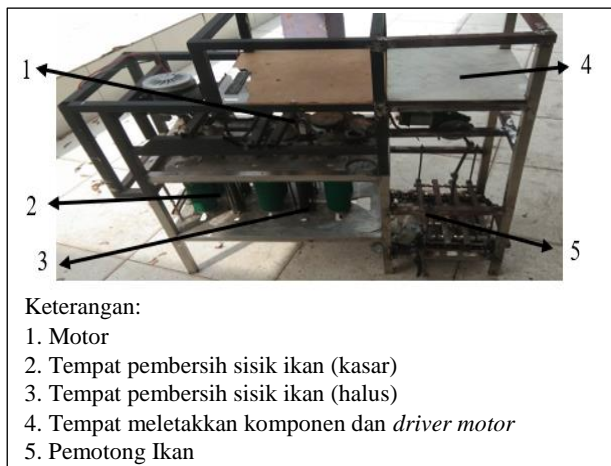 1
4
2
3
5
Keterangan:
1. Motor
2. Tempat pembersih sisik ikan (kasar)
3. Tempat pembersih sisik ikan (halus)
4. Tempat meletakkan komponen dan driver motor
5. Pemotong Ikan